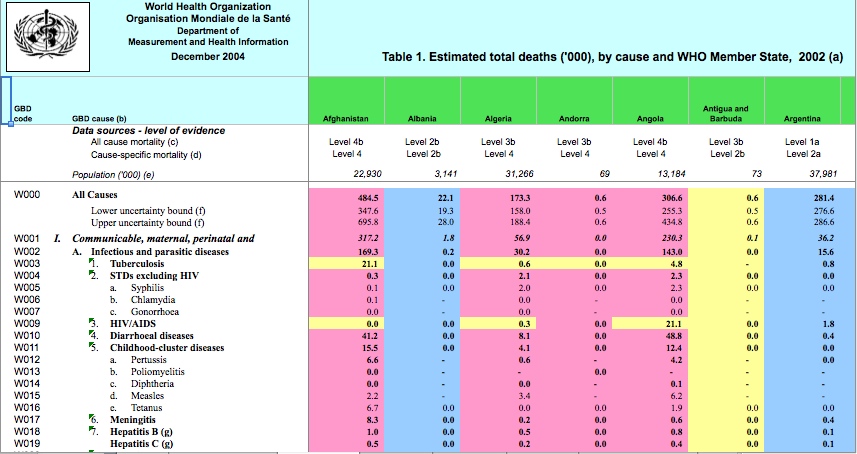 World Health Organization
Organisation Mondiale de la Santé
Department of
Measurement and Health Information
December 2004
Table 1. Estimated total deaths ('000), by cause and WHO Member State, 2002 (a)
GBD code GBD cause (b) Afghanistan Albania Algeria Andorra Angola Antigua and Barbuda Argentina
Data sources - level of evidence
All cause mortality (c) Level 4b Level 2b Level 3b Level 4b Level 4b Level 3b Level 1a
Cause-specific mortality (d) Level 4 Level 2b Level 4 Level 4 Level 4 Level 2b Level 2a
Population ('000) (e) 22,930 3,141 31,266 69 13,184 73 37,981
W000 All Causes 484.5 22.1 173.3 0.6 306.6 0.6 281.4
Lower uncertainty bound (f) 347.6 19.3 158.0 0.5 255.3 0.5 276.6
Upper uncertainty bound (f) 695.8 28.0 188.4 0.6 434.8 0.6 286.6
W001 I. Communicable, maternal, perinatal and 317.2 1.8 56.9 0.0 230.3 0.1 36.2
W002 A. Infectious and parasitic diseases 169.3 0.2 30.2 0.0 143.0 0.0 15.6
W003 1. Tuberculosis 21.1 0.0 0.6 0.0 4.8 - 0.8
W004 2. STDs excluding HIV 0.3 0.0 2.1 0.0 2.3 0.0 0.0
W005 a. Syphilis 0.1 - 2.0 0.0 2.3 0.0 0.0
W006 b. Chlamydia 0.1 - 0.0 - 0.0 - -
W007 c. Gonorrhoea 0.0 - 0.0 - 0.0 - -
W009 3. HIV/AIDS 0.0 0.0 0.3 0.0 21.1 0.0 1.8
W010 4. Diarrhoeal diseases 41.2 0.0 8.1 0.0 48.8 0.0 0.4
W011 5. Childhood-cluster diseases 15.5 0.0 4.1 0.0 12.4 0.0 0.0
W012 a. Pertussis 6.6 - 0.6 - 4.2 - 0.0
W013 b. Poliomyelitis 0.0 - - 0.0 - - -
W014 c. Diphtheria 0.0 - - - 0.1 - -
W015 d. Measles 2.2 - 3.4 - 6.2 - -
W016 e. Tetanus 6.7 0.0 0.0 0.0 1.9 0.0 0.0
W017 6. Meningitis 8.3 0.0 0.2 0.0 0.6 0.0 0.4
W018 7. Hepatitis B (g) 1.0 0.0 0.5 0.0 0.8 0.0 0.1
W019 Hepatitis C (g) 0.5 0.0 0.2 0.0 0.4 0.0 0.1